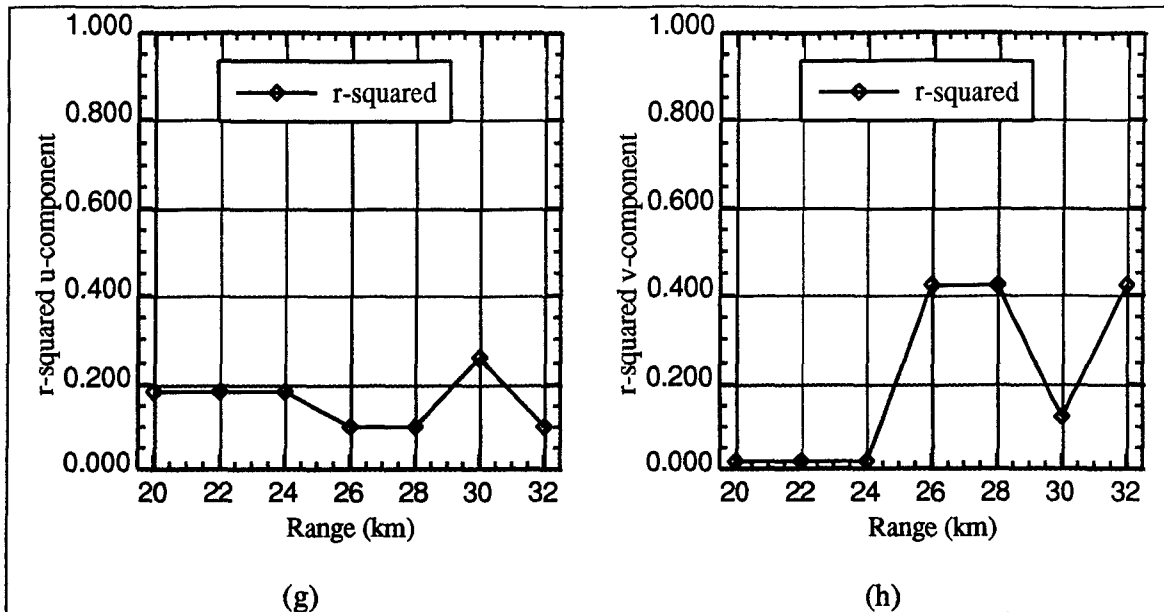 1.000
0.800
0.600
0.400
0.200
0.000
r-squared u-component
r-squared
20 22 24 26 28 30 32
Range (km)
(g)
1.000
0.800
0.600
0.400
0.200
0.000
r-squared v-component
r-squared
20 22 24 26 28 30 32
Range (km)
(h)